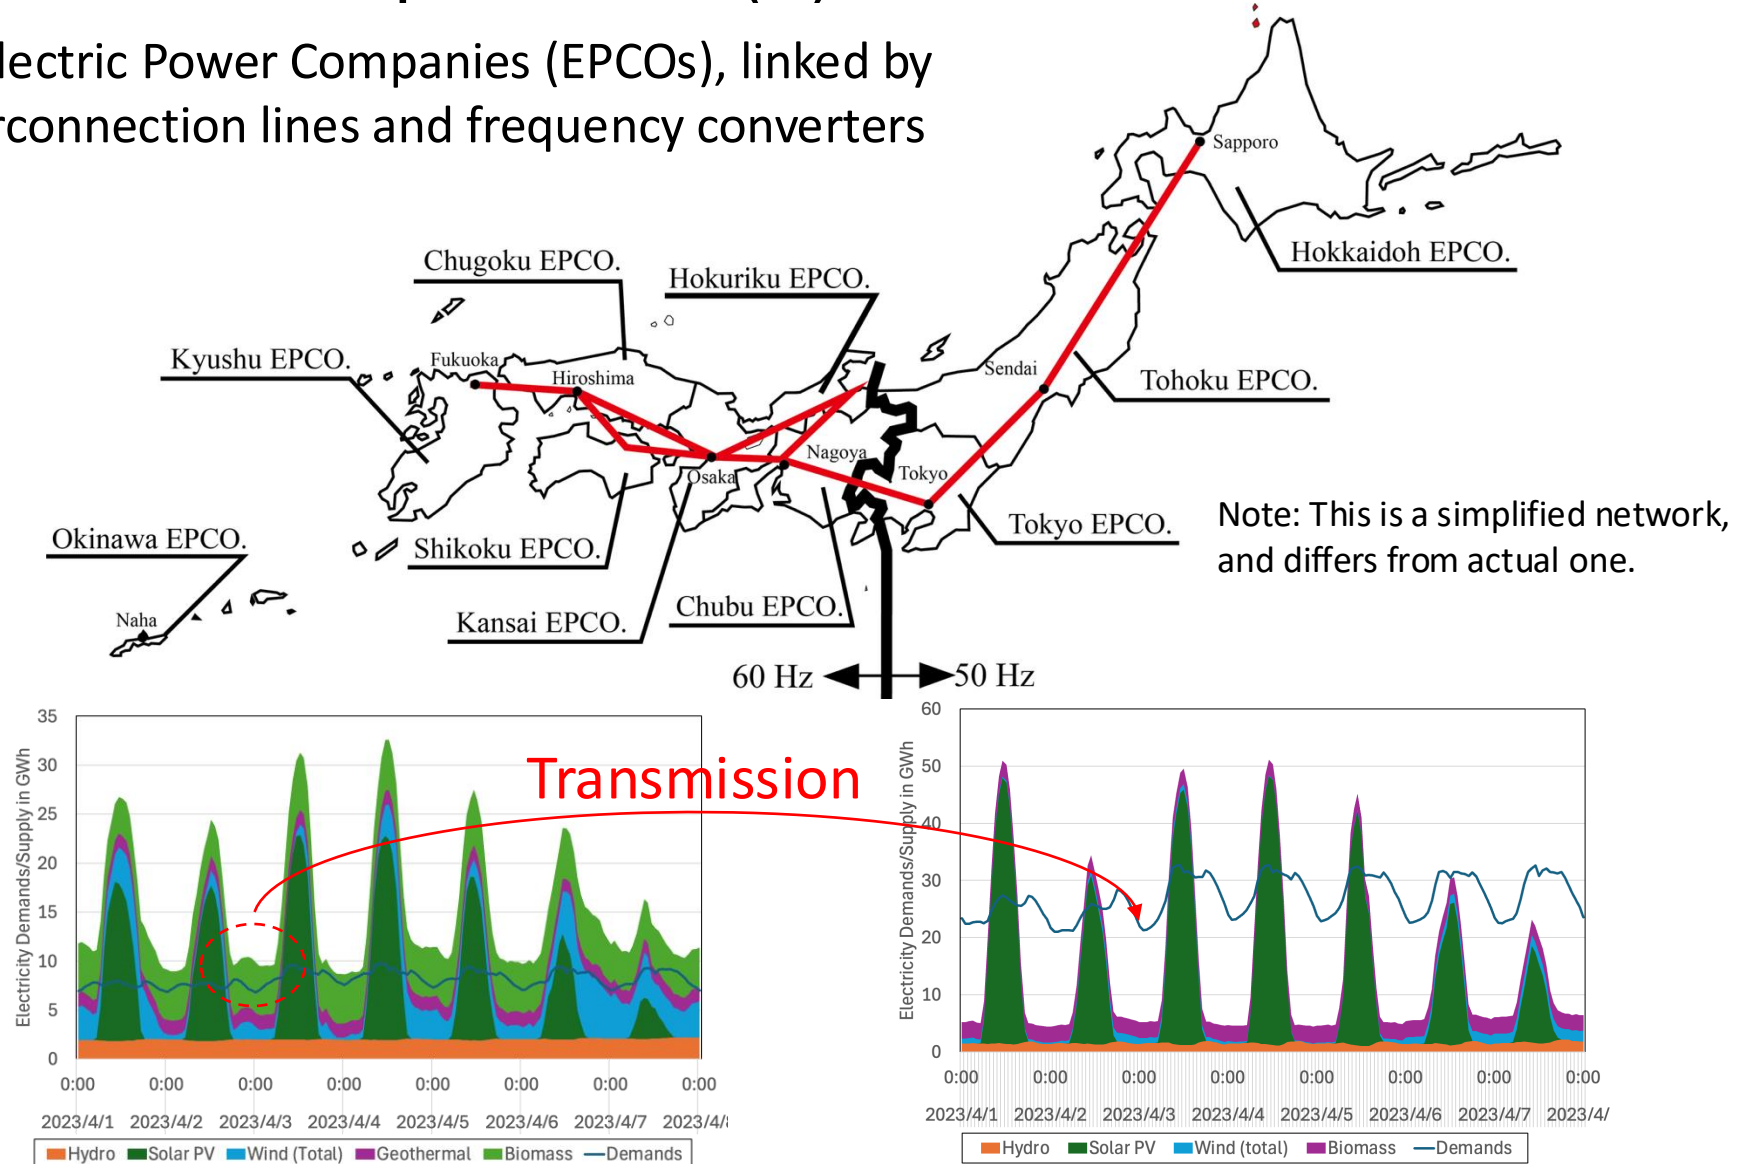 lectric Power Companies (EPCOs), linked by
rconnection lines and frequency converters
Sapporo
Hokkaidoh EPCO.
Chugoku EPCO.
Hokuriku EPCO.
Kyushu EPCO.
Fukuoka
Hiroshima
Sendai
Tohoku EPCO.
Nagoya
Osaka
Tokyo
Okinawa EPCO.
Shikoku EPCO.
Tokyo EPCO.
Note: This is a simplified network,
and differs from actual one.
Naha
Kansai EPCO.
Chubu EPCO.
60 Hz
50 Hz
Transmission
Electricity Demands/Supply in GWh
35
30
25
20
15
10
5
0
0:00 0:00 0:00 0:00 0:00 0:00 0:00 0:00
2023/4/1 2023/4/2 2023/4/3 2023/4/4 2023/4/5 2023/4/6 2023/4/7 2023/4/8
Hydro Solar PV Wind (Total) Geothermal Biomass Demands
Electricity Demands/Supply in GWh
60
50
40
30
20
10
0
0:00 0:00 0:00 0:00 0:00 0:00 0:00 0:00
2023/4/1 2023/4/2 2023/4/3 2023/4/4 2023/4/5 2023/4/6 2023/4/7 2023/4/
Hydro Solar PV Wind (total) Biomass Demands